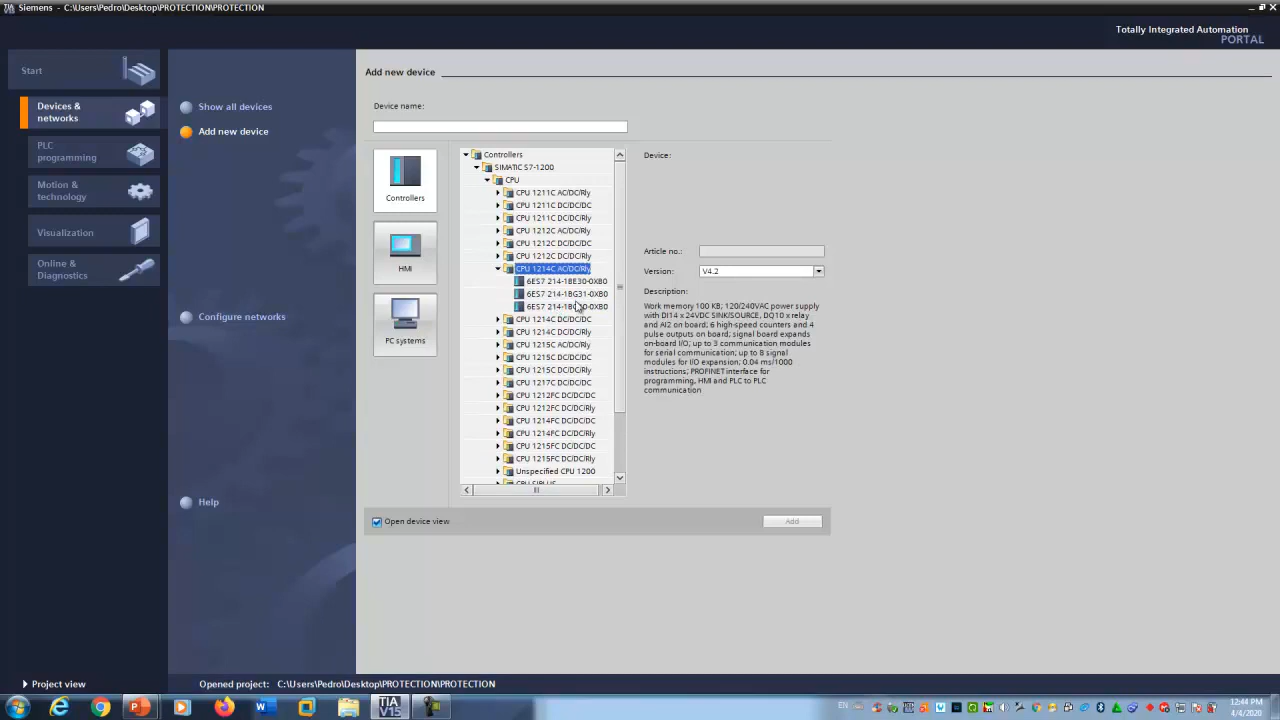 Siemens - C:\Users\Pedro\Desktop\PROTECTION\PROTECTION
Totally Integrated Automation
PORTAL
Start
Devices &
networks
PLC
programming
Motion &
technology
Visualization
Online &
Diagnostics
Show all devices
Add new device
Configure networks
Help
Add new device
Device name:
Controllers
HMI
PC systems
Controllers
SIMATIC S7-1200
CPU
CPU 1211C AC/DC/Rly
CPU 1211C DC/DC/DC
CPU 1211C DC/DC/Rly
CPU 1212C AC/DC/Rly
CPU 1212C DC/DC/DC
CPU 1212C DC/DC/Rly
CPU 1214C AC/DC/Rly
6ES7 214-1BE30-0XB0
6ES7 214-1BG31-0XB0
6ES7
CPU 1214C DC/DC/DC
CPU 1214C DC/DC/Rly
CPU 1215C AC/DC/Rly
CPU 1215C DC/DC/DC
CPU 1215C DC/DC/Rly
CPU 1217C DC/DC/DC
CPU 1212FC DC/DC/DC
CPU 1212FC DC/DC/Rly
CPU 1214FC DC/DC/DC
CPU 1214FC DC/DC/Rly
CPU 1215FC DC/DC/DC
CPU 1215FC DC/DC/Rly
Unspecified CPU 1200
CPU SIPLUS
Device:
Article no.:
Version: V4.2
Description:
Work memory 100 KB; 120/240VAC power supply
with DI14 x 24VDC SINK/SOURCE, DQ10 x relay
and AI2 on board; 6 high-speed counters and 4
pulse outputs on board; signal board expands
on-board I/O; up to 3 communication modules
for serial communication; up to 8 signal
modules for I/O expansion; 0.04 ms/1000
instructions; PROFINET interface for
programming, HMI and PLC to PLC
communication
Open device view
Add
Project view
Opened project: C:\Users\Pedro\Desktop\PROTECTION\PROTECTION
TIA
V15
EN
12:44 PM
4/4/2020